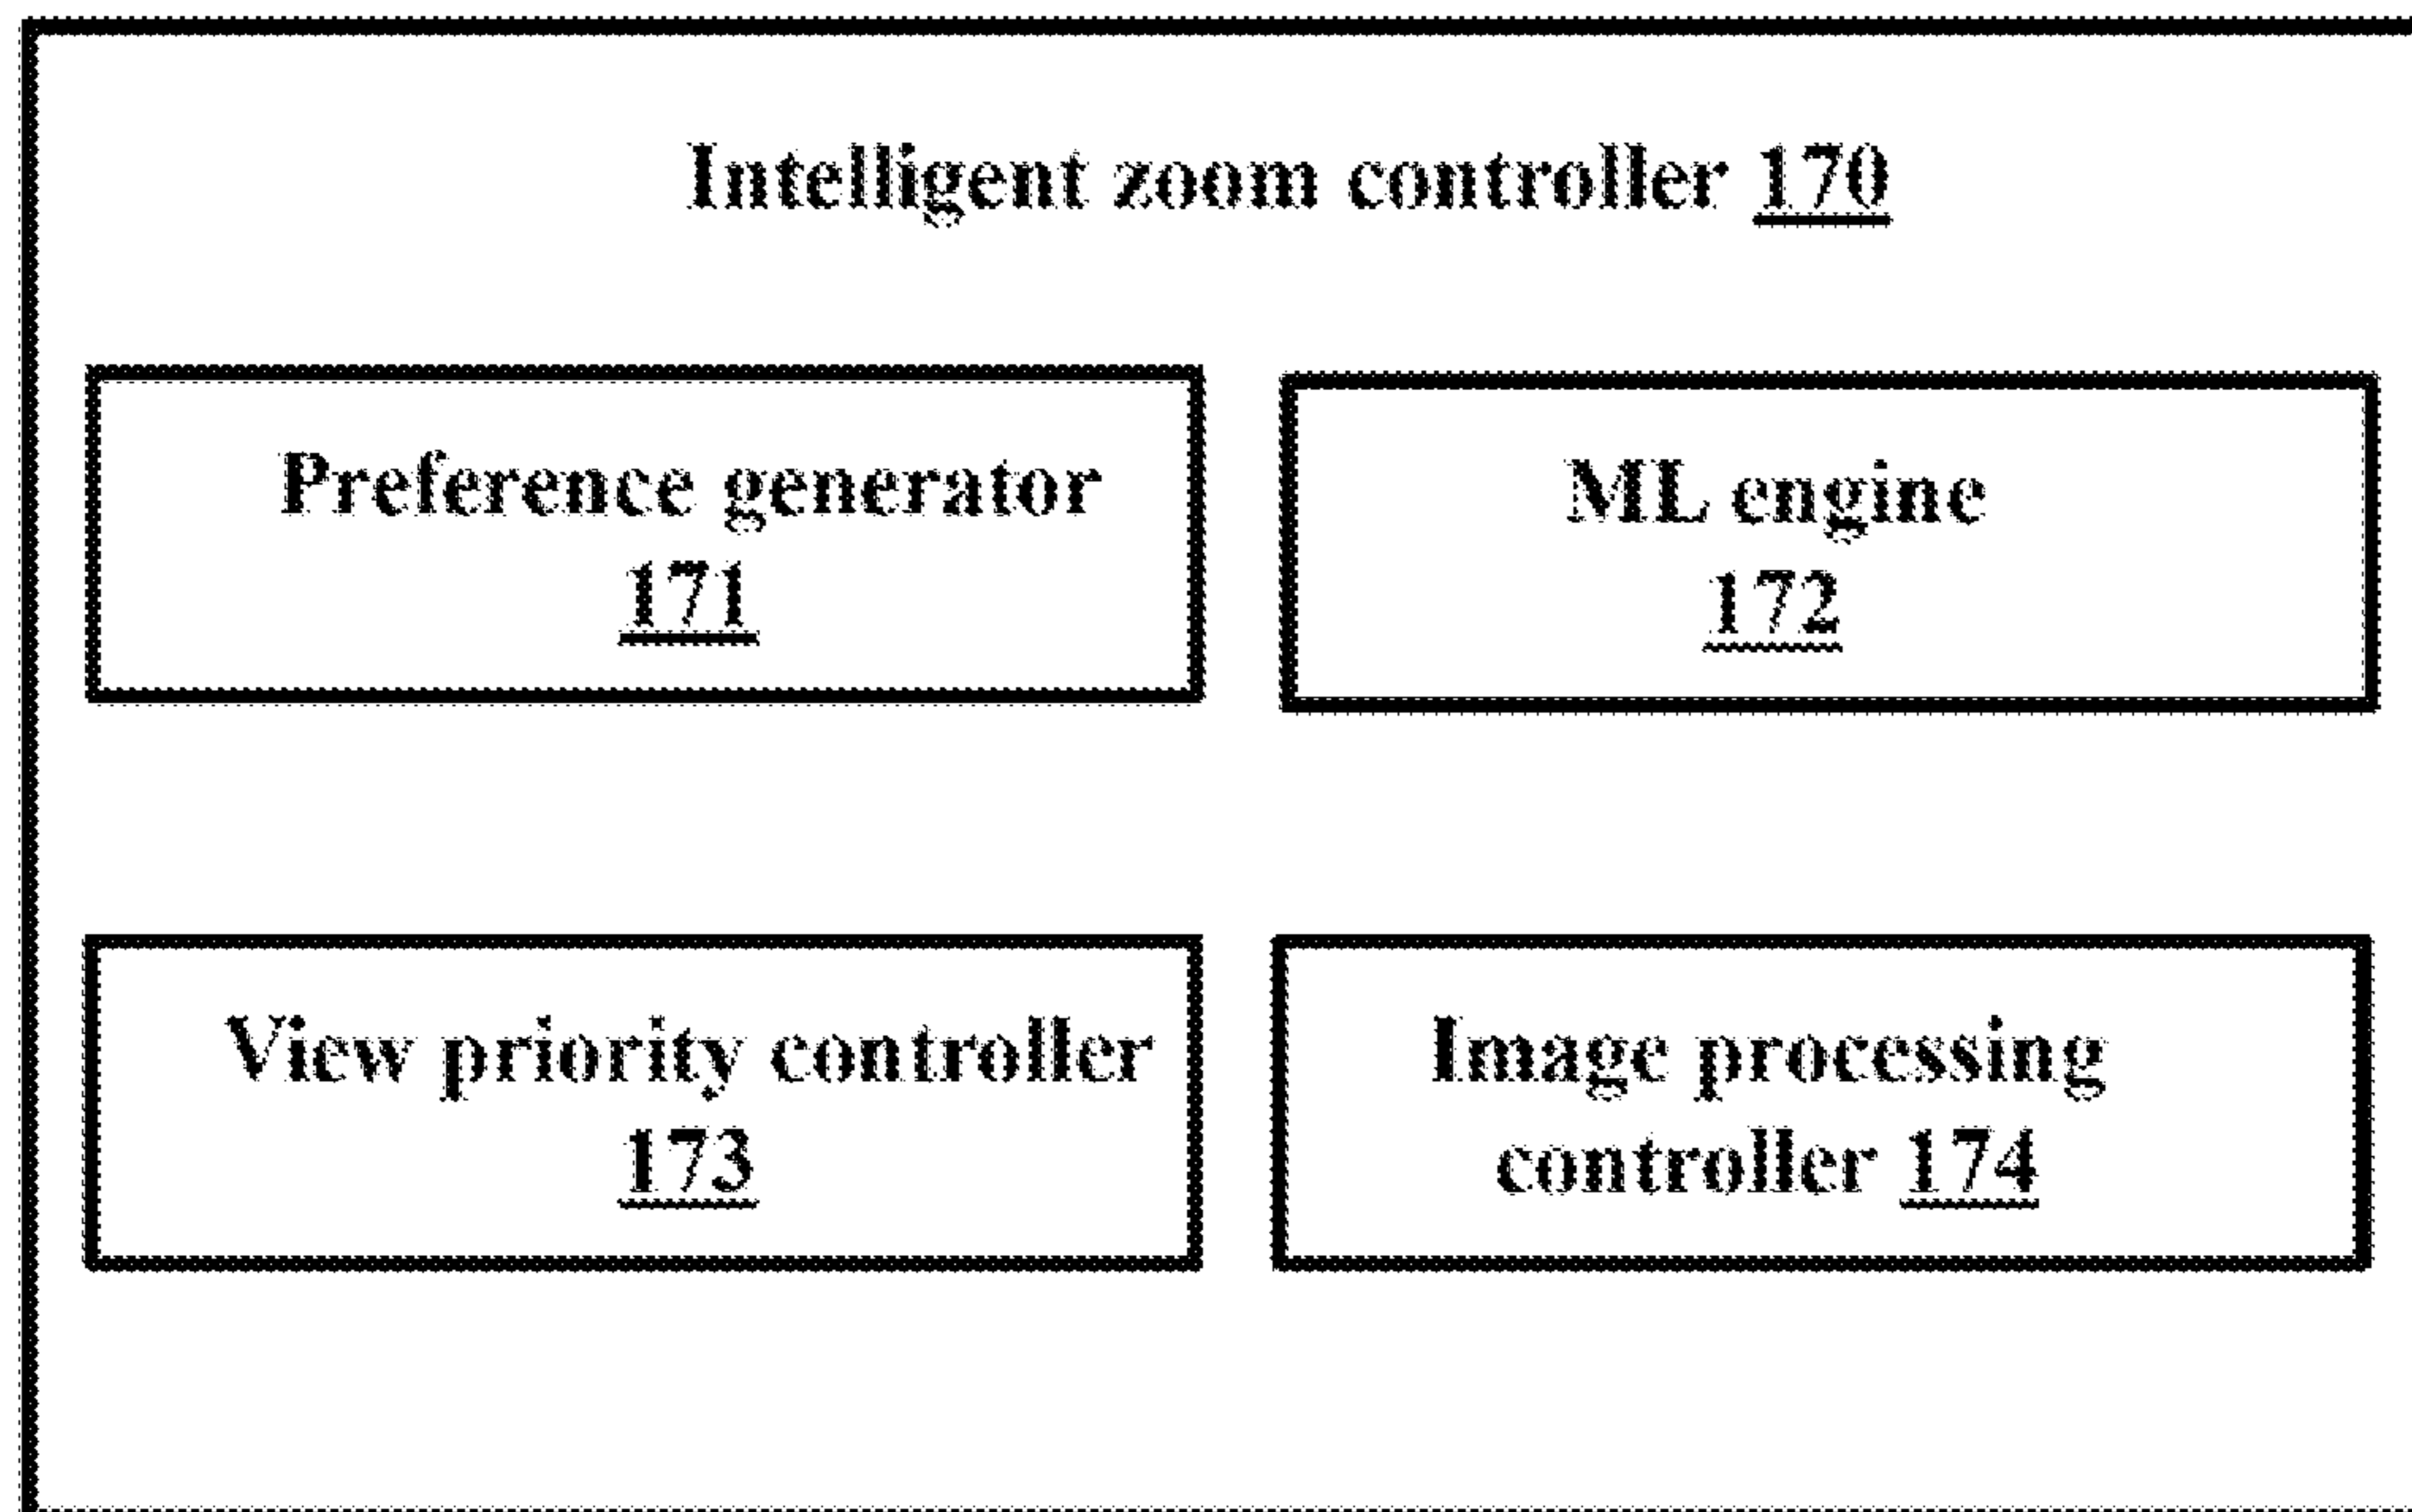 Intelligent zoom controller 170
Preference generator
171
ML engine
172
View priority controller
173
Image processing
controller 174